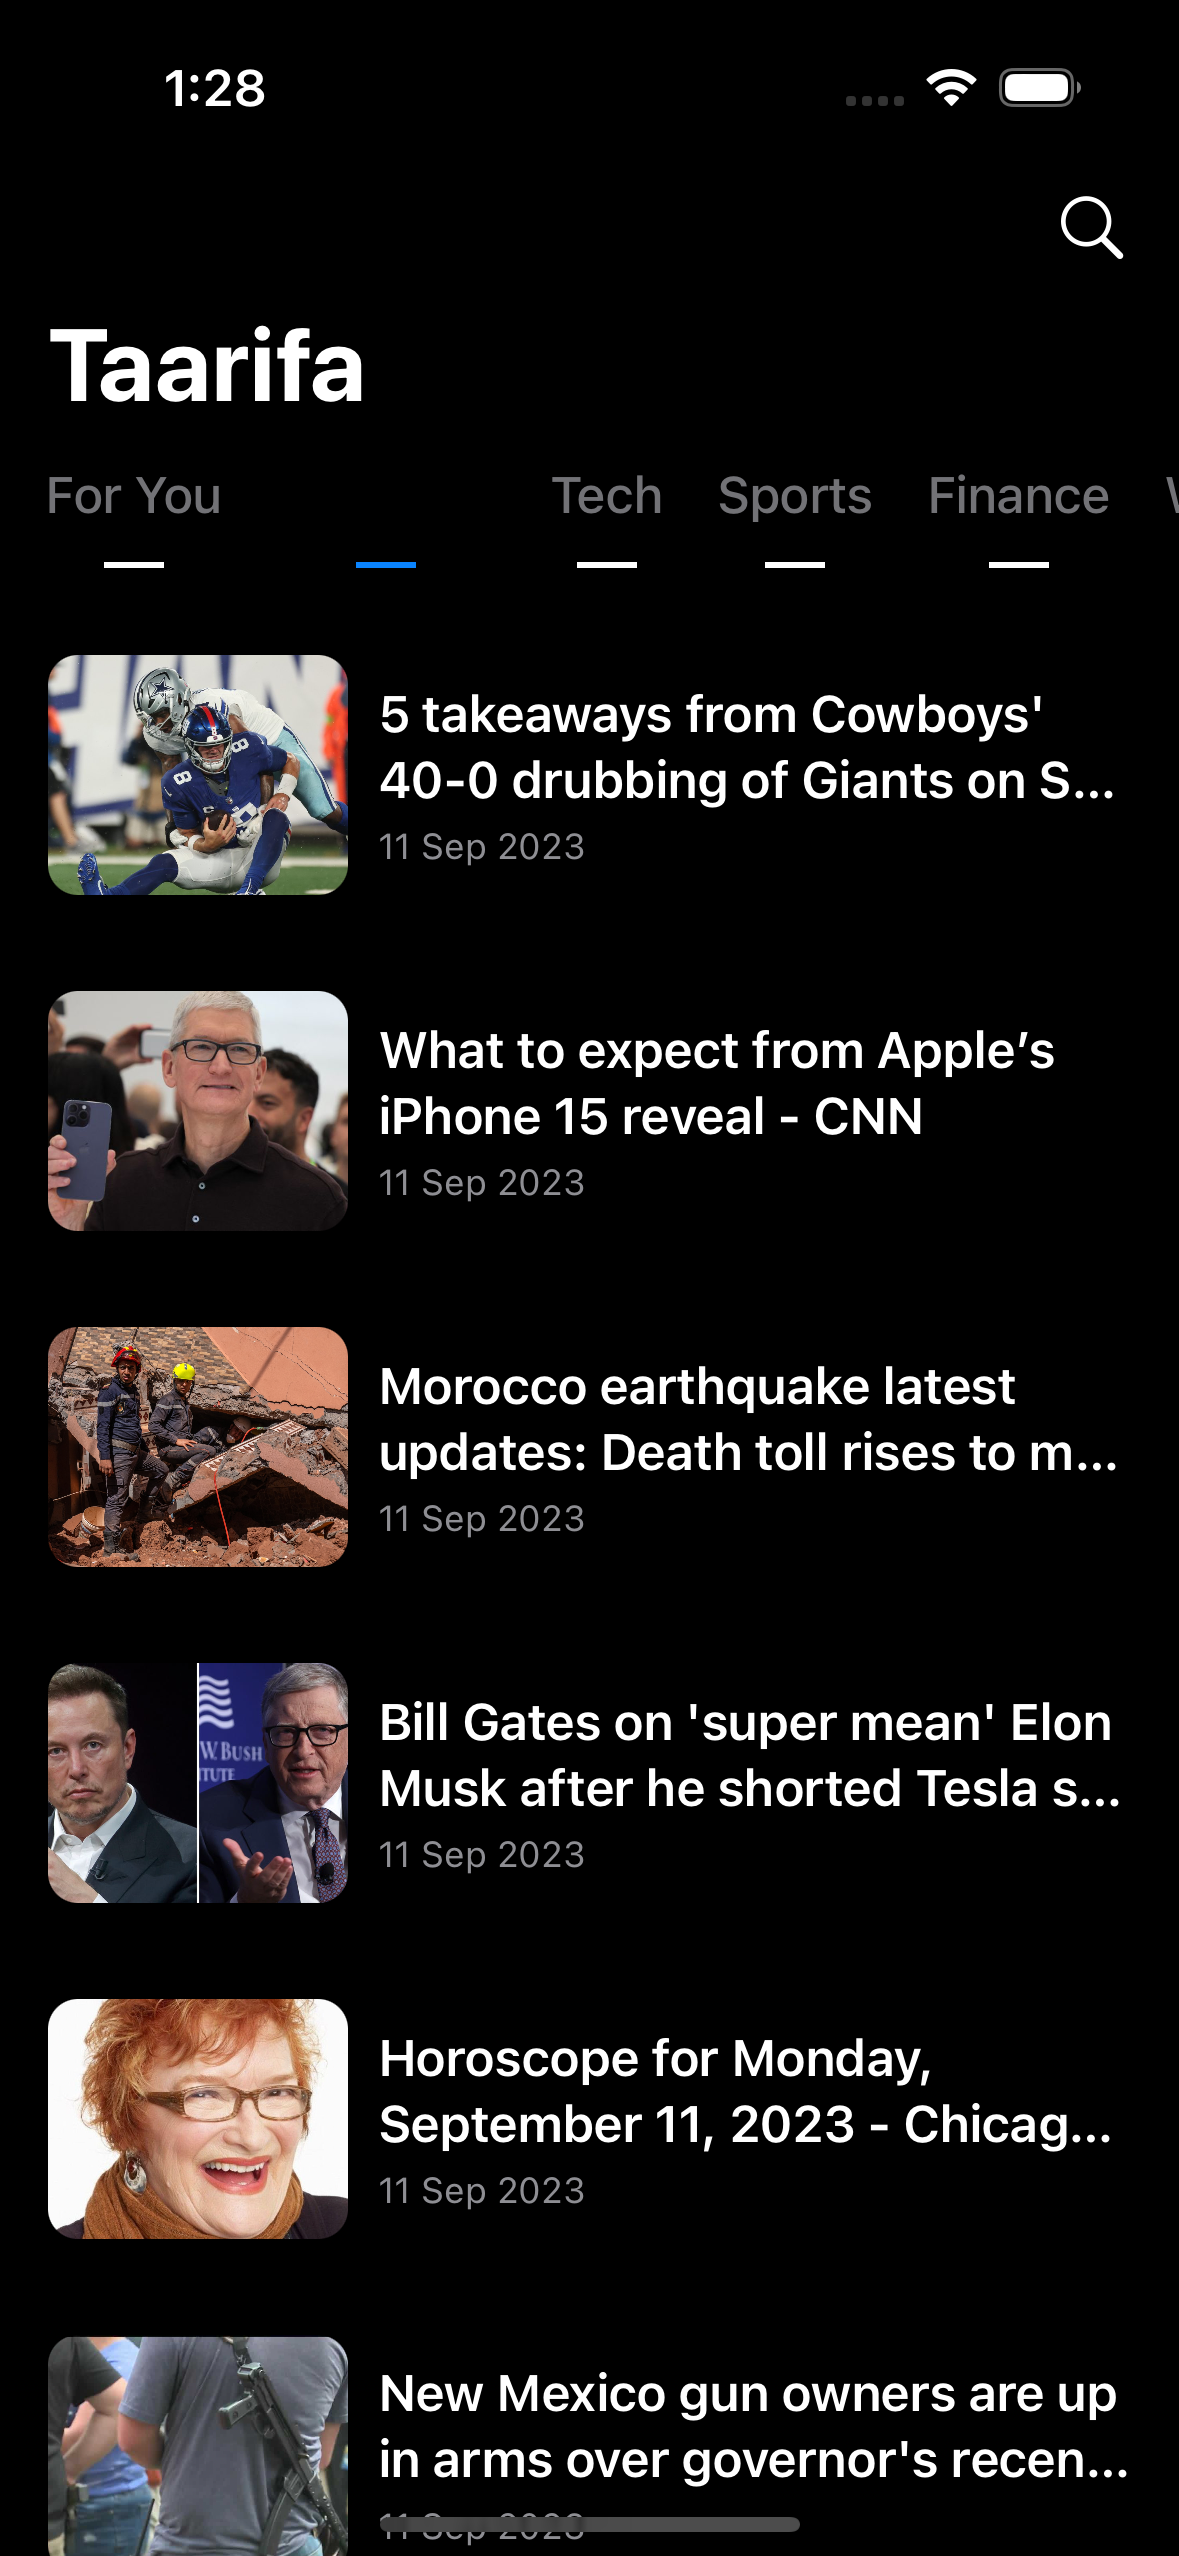 1:28
Taarifa
For You Tech Sports Finance
5 takeaways from Cowboys'
40-0 drubbing of Giants on S...
11 Sep 2023
What to expect from Apple’s
iPhone 15 reveal - CNN
11 Sep 2023
Morocco earthquake latest
updates: Death toll rises to m...
11 Sep 2023
W. BUSH
TUTE
Bill Gates on 'super mean' Elon
Musk after he shorted Tesla s...
11 Sep 2023
Horoscope for Monday,
September 11, 2023 - Chicag...
11 Sep 2023
New Mexico gun owners are up
in arms over governor's recen...
11 Sep 2023